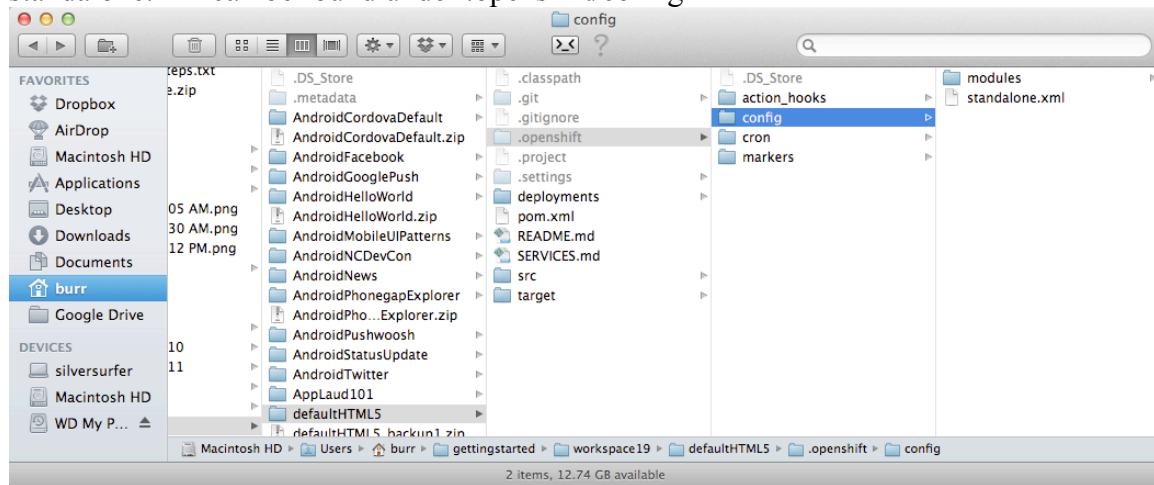 config
FAVORITES
Dropbox
AirDrop
Macintosh HD
Applications
Desktop
Downloads
Documents
burr
Google Drive
DEVICES
silversurfer
Macintosh HD
WD My P...
e.zip
05 AM.png
30 AM.png
12 PM.png
10
11
.DS_Store
.metadata
AndroidCordovaDefault
AndroidCordovaDefault.zip
AndroidFacebook
AndroidGooglePush
AndroidHelloWorld
AndroidHelloWorld.zip
AndroidMobileUIPatterns
AndroidNCDevCon
AndroidNews
AndroidPhonegapExplorer
AndroidPho...Explorer.zip
AndroidPushwoosh
AndroidStatusUpdate
AndroidTwitter
AppLaud101
defaultHTML5
defaultHTML5_backup1.zip
.classpath
.git
.gitignore
.openshift
.project
.settings
deployments
pom.xml
README.md
SERVICES.md
src
target
.DS_Store
action_hooks
config
cron
markers
modules
standalone.xml
Macintosh HD ▸ Users ▸ burr ▸ gettingstarted ▸ workspace19 ▸ defaultHTML5 ▸ .openshift ▸ config
2 items, 12.74 GB available